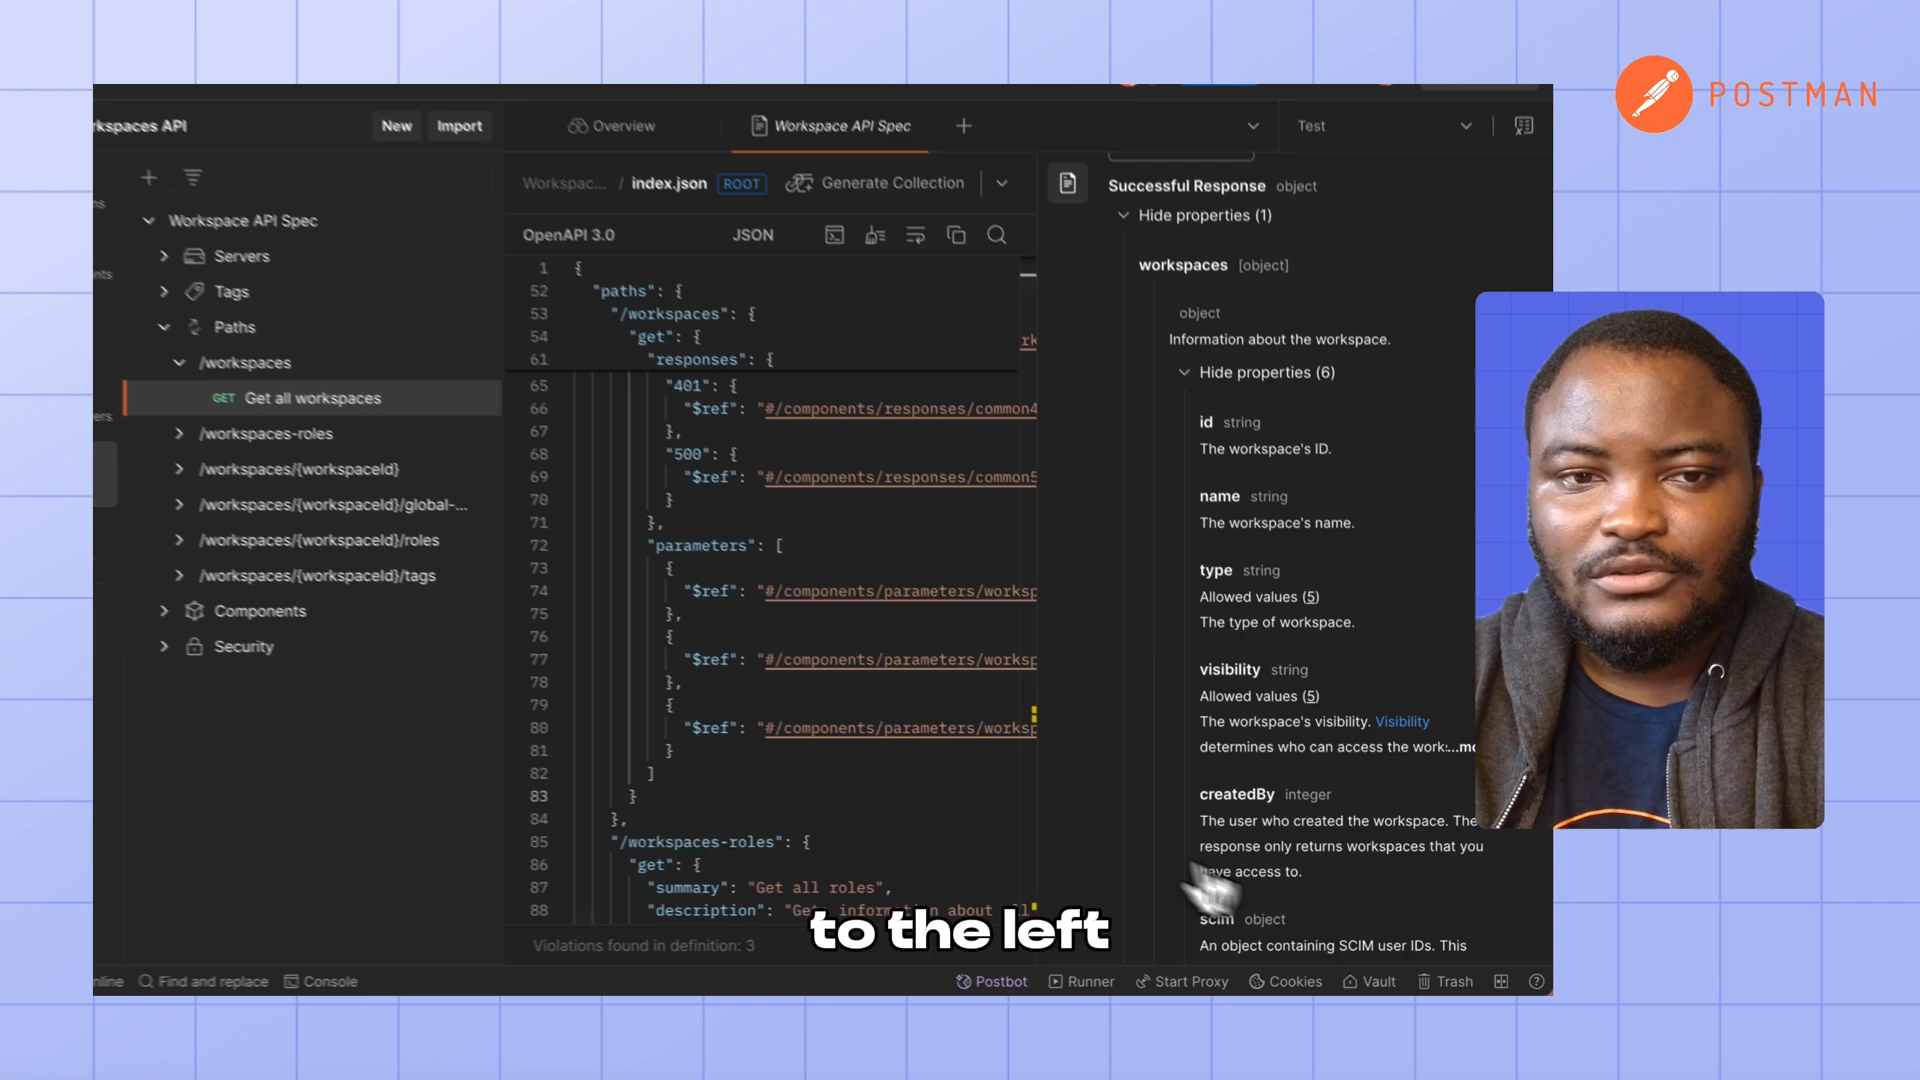 POSTMAN
rkspaces API
New
Import
Overview
Workspace API Spec
Test
Workspac... / index.json ROOT
Generate Collection
OpenAPI 3.0
JSON
Workspace API Spec
Servers
Tags
Paths
/workspaces
GET Get all workspaces
/workspaces-roles
/workspaces/{workspaceId}
/workspaces/{workspaceId}/global-...
/workspaces/{workspaceId}/roles
/workspaces/{workspaceId}/tags
Components
Security
1 {
52 "paths": {
53 "/workspaces": {
54 "get": {
61 "responses": {
65 "401": {
66 "$ref": "#/components/responses/common4
67 },
68 "500": {
69 "$ref": "#/components/responses/common5
70 }
71 },
72 "parameters": [
73 {
74 "$ref": "#/components/parameters/worksp
75 },
76 {
77 "$ref": "#/components/parameters/worksp
78 },
79 {
80 "$ref": "#/components/parameters/worksp
81 }
82 ]
83 }
84 },
85 "/workspaces-roles": {
86 "get": {
87 "summary": "Get all roles",
88 "description": "Gets information about all
Violations found in definition: 3
Successful Response object
Hide properties (1)
workspaces [object]
object
Information about the workspace.
Hide properties (6)
id string
The workspace's ID.
name string
The workspace's name.
type string
Allowed values (5)
The type of workspace.
visibility string
Allowed values (5)
The workspace's visibility. Visibility
determines who can access the work...mo
createdBy integer
The user who created the workspace. The
response only returns workspaces that you
have access to.
scim object
An object containing SCIM user IDs. This
to the left
nline
Find and replace
Console
Postbot
Runner
Start Proxy
Cookies
Vault
Trash